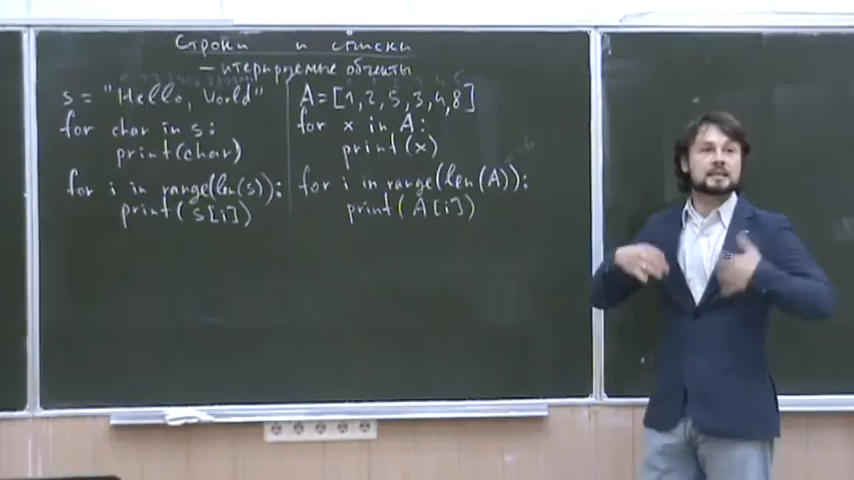 Строки и списки
– итерируемые объекты
s = "Hello, World"
for char in s:
print(char)
for i in range(len(s)):
print(s[i])
A=[1,2,5,3,4,8]
for x in A:
print(x)
for i in range(len(A)):
print(A[i])